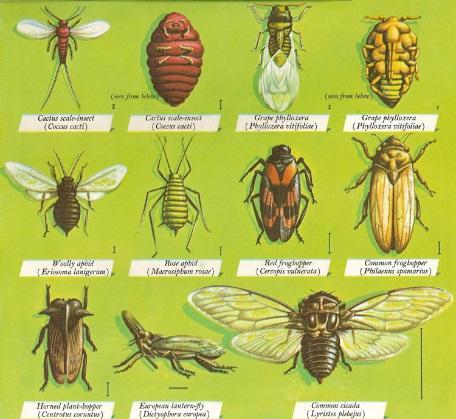 (seen from below)
(seen from below)
Cactus scale-insect
(Coccus cacti)
Cactus scale-insect
(Coccus cacti)
Grape phylloxera
(Phylloxera vitifoliae)
Grape phylloxera
(Phylloxera vitifoliae)
Woolly aphid
(Eriosoma lanigerum)
Rose aphid
(Macrosiphum rosae)
Red froghopper
(Cercopis vulnerata)
Common froghopper
(Philaenus spumarius)
Horned plant-hopper
(Centrotus cornutus)
European lantern-fly
(Dictyophora europea)
Common cicada
(Lyristes plebejus)